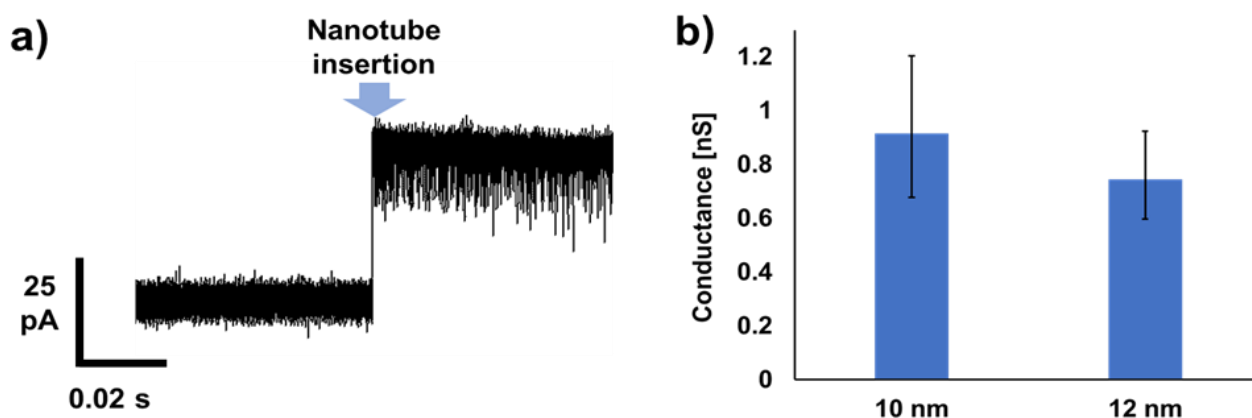 a)
Nanotube
insertion
25
pA
0.02 s
b)
Conductance [nS]
1.2
1
0.8
0.6
0.4
0.2
0
10 nm
12 nm